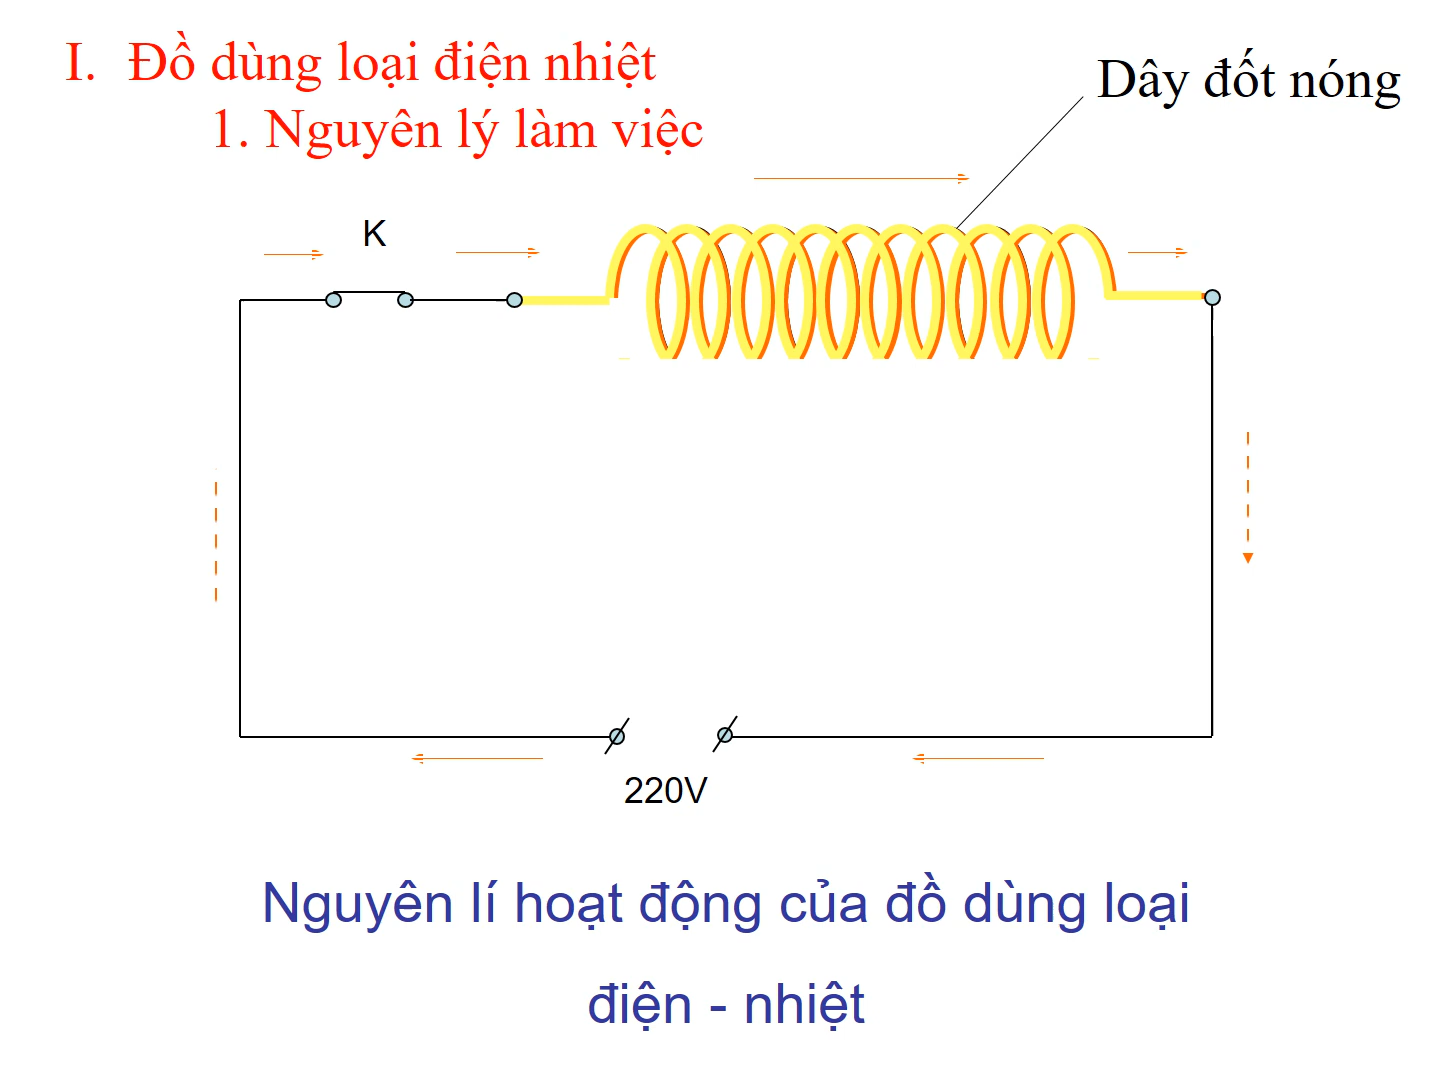 I. Đồ dùng loại điện nhiệt
1. Nguyên lý làm việc
Dây đốt nóng
K
220V
Nguyên lí hoạt động của đồ dùng loại
điện - nhiệt